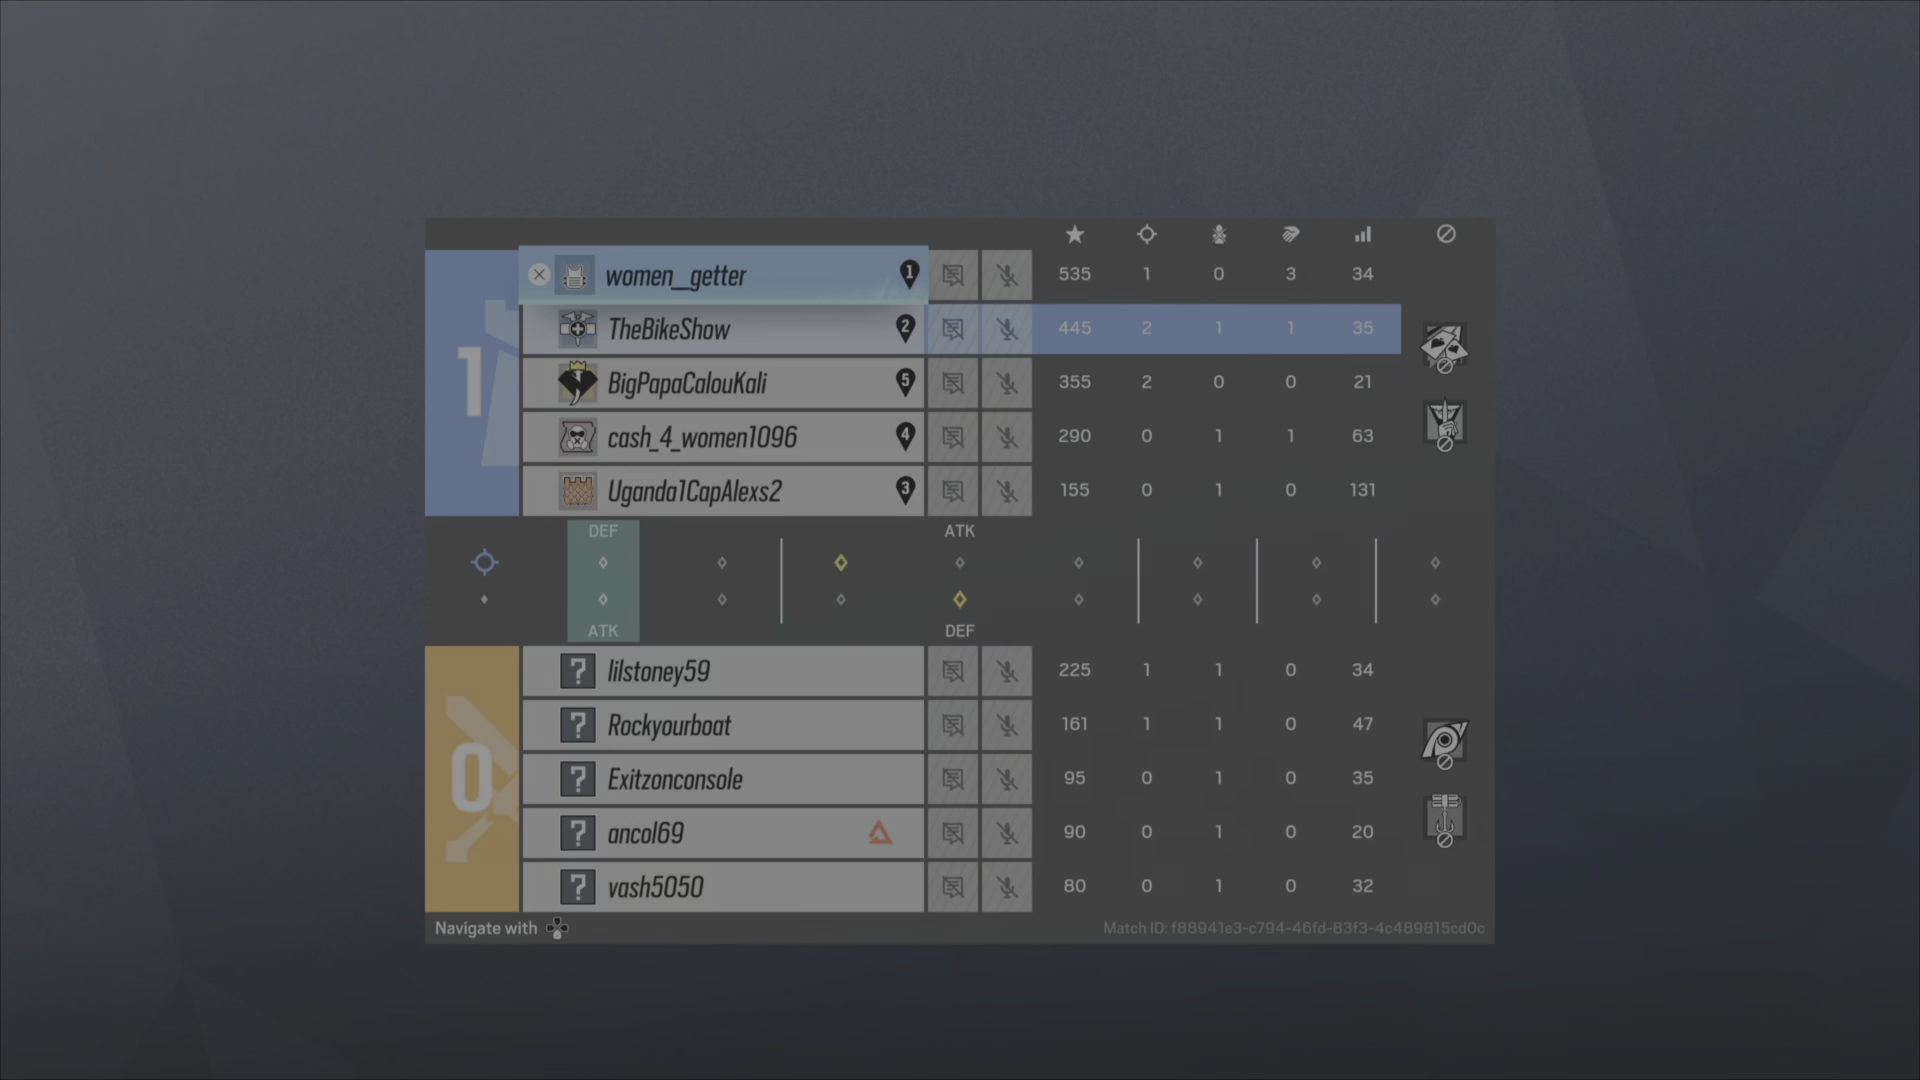 women__getter 1 535 1 0 3 34
1
TheBikeShow 2 445 2 1 1 35
BigPapaCalouKali 5 355 2 0 0 21
cash_4_women1096 4 290 0 1 1 63
Uganda1CapAlexs2 3 155 0 1 0 131
DEF ATK
ATK DEF
0
? lilstoney59 225 1 1 0 34
? Rockyourboat 161 1 1 0 47
? Exitzonconsole 95 0 1 0 35
? ancol69 90 0 1 0 20
? vash5050 80 0 1 0 32
Navigate with Match ID: f88941e3-c794-46fd-83f3-4c489815cd0c